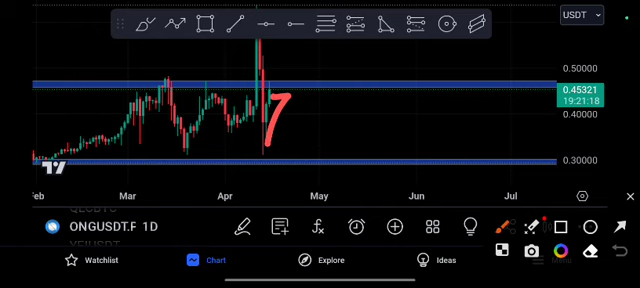 USDT
0.50000
0.45321
19:21:18
0.40000
0.30000
Feb Mar Apr May Jun Jul
ONGUSDT.P 1D
Watchlist Chart Explore Ideas Menu